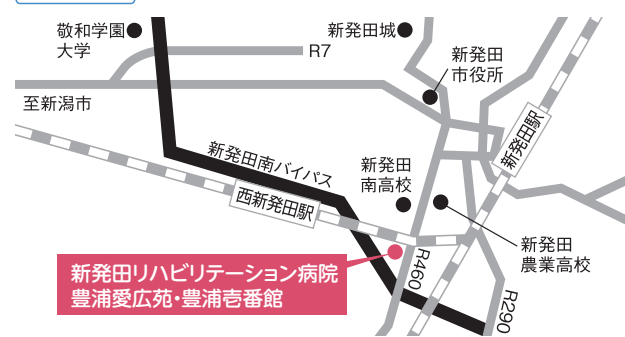 敬和学園
大学
新発田城
R7
新発田
市役所
至新潟市
新発田駅
新発田南バイパス
新発田
南高校
西新発田駅
新発田
農業高校
R460
新発田リハビリテーション病院
豊浦愛広苑・豊浦壱番館
R290